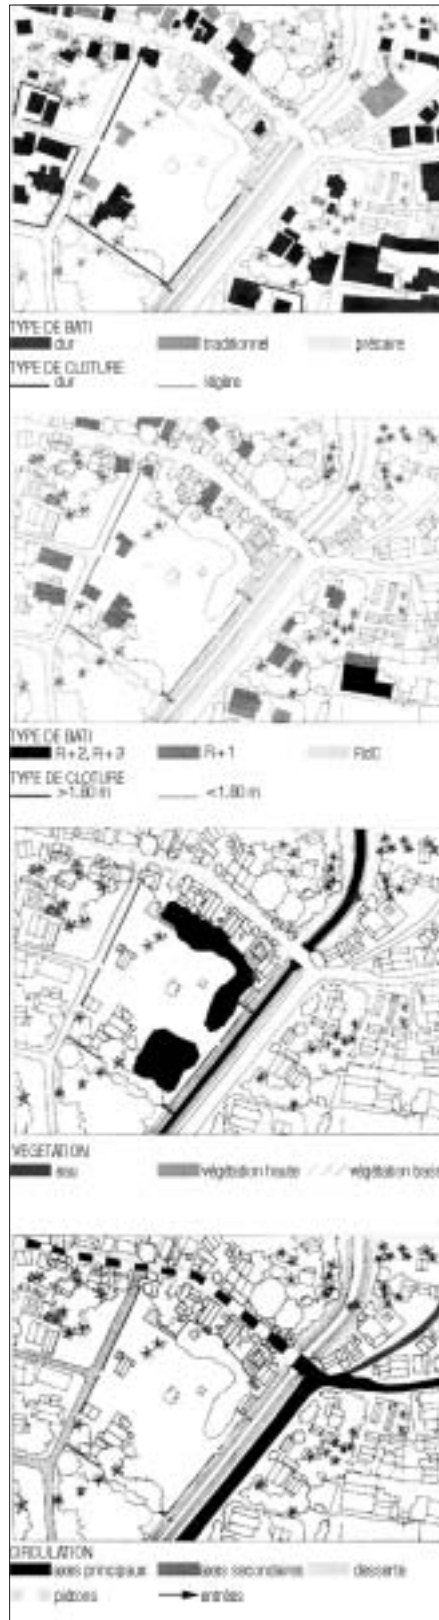 TYPE DE BATI
dur traditionnel précaire
TYPE DE CLOTURE
dur légère
TYPE DE BATI
R+2, R+3 R+1 RdC
TYPE DE CLOTURE
>1.80 m <1.80 m
VEGETATION
eau végétation haute végétation basse
CIRCULATION
axes principaux axes secondaires desserte
piétons entrées